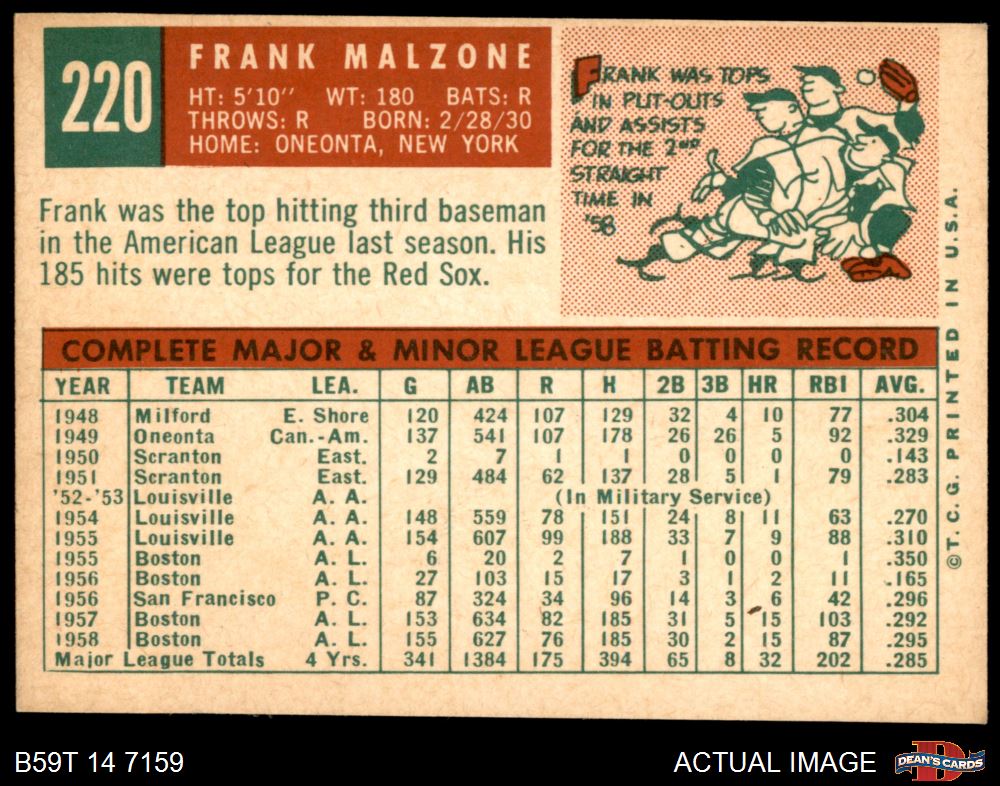 220
FRANK MALZONE
HT: 5'10" WT: 180 BATS: R
THROWS: R BORN: 2/28/30
HOME: ONEONTA, NEW YORK
FRANK WAS TOPS
IN PUT-OUTS
AND ASSISTS
FOR THE 2ND
STRAIGHT
TIME IN
'58
Frank was the top hitting third baseman
in the American League last season. His
185 hits were tops for the Red Sox.
COMPLETE MAJOR & MINOR LEAGUE BATTING RECORD
YEAR TEAM LEA. G AB R H 2B 3B HR RBI AVG.
1948 Milford E. Shore 120 424 107 129 32 4 10 77 .304
1949 Oneonta Can.-Am. 137 541 107 178 26 26 5 92 .329
1950 Scranton East. 2 7 1 1 0 0 0 0 .143
1951 Scranton East. 129 484 62 137 28 5 1 79 .283
'52-'53 Louisville A. A. (In Military Service)
1954 Louisville A. A. 148 559 78 151 24 8 11 63 .270
1955 Louisville A. A. 154 607 99 188 33 7 9 88 .310
1955 Boston A. L. 6 20 2 7 1 0 0 1 .350
1956 Boston A. L. 27 103 15 17 3 1 2 11 .165
1956 San Francisco P. C. 87 324 34 96 14 3 6 42 .296
1957 Boston A. L. 153 634 82 185 31 5 15 103 .292
1958 Boston A. L. 155 627 76 185 30 2 15 87 .295
Major League Totals 4 Yrs. 341 1384 175 394 65 8 32 202 .285
©T.C.G. PRINTED IN U.S.A.
B59T 14 7159
ACTUAL IMAGE
D
DEAN'S CARDS